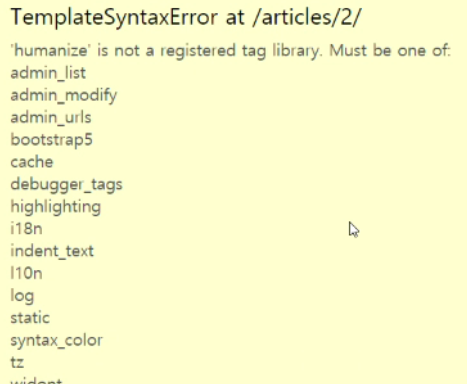 TemplateSyntaxError at /articles/2/
'humanize' is not a registered tag library. Must be one of:
admin_list
admin_modify
admin_urls
bootstrap5
cache
debugger_tags
highlighting
i18n
indent_text
l10n
log
static
syntax_color
tz
widont